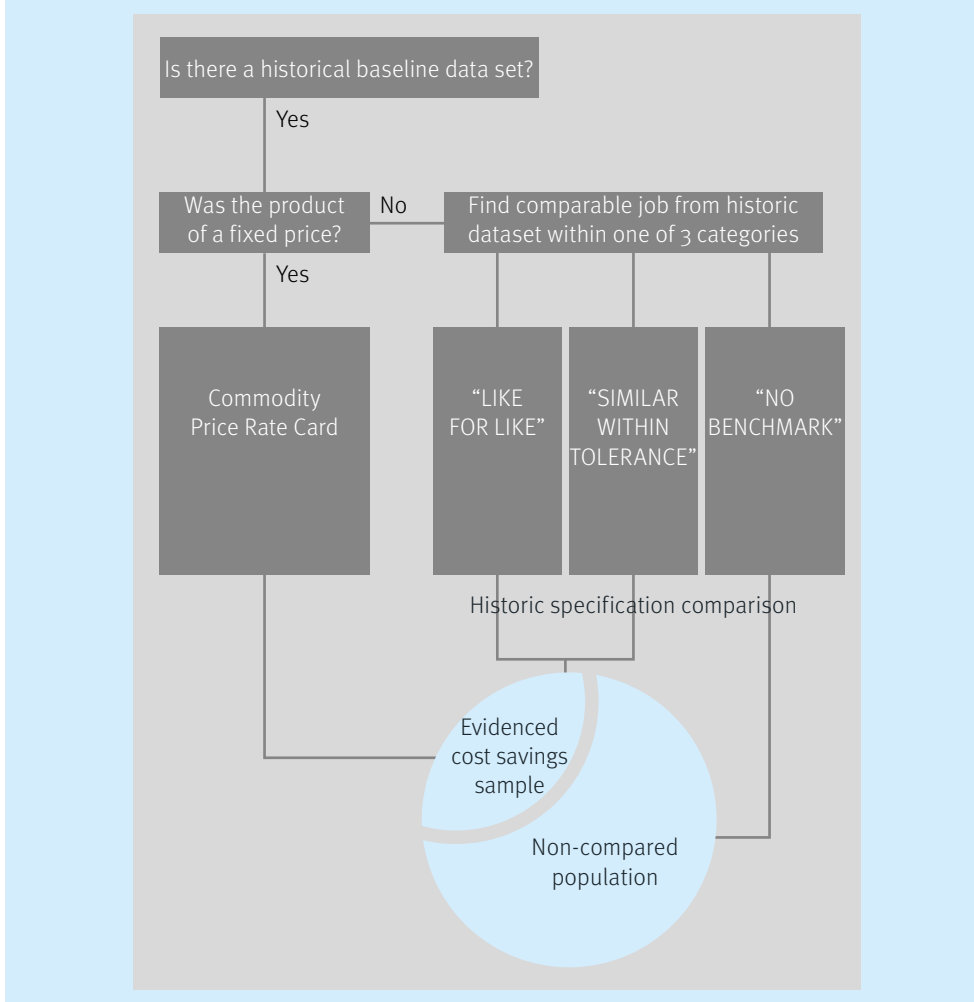 Is there a historical baseline data set?
Yes
Was the product
of a fixed price?
No
Find comparable job from historic
dataset within one of 3 categories
Yes
Commodity
Price Rate Card
“LIKE
FOR LIKE”
“SIMILAR
WITHIN
TOLERANCE”
“NO
BENCHMARK”
Historic specification comparison
Evidenced
cost savings
sample
Non-compared
population